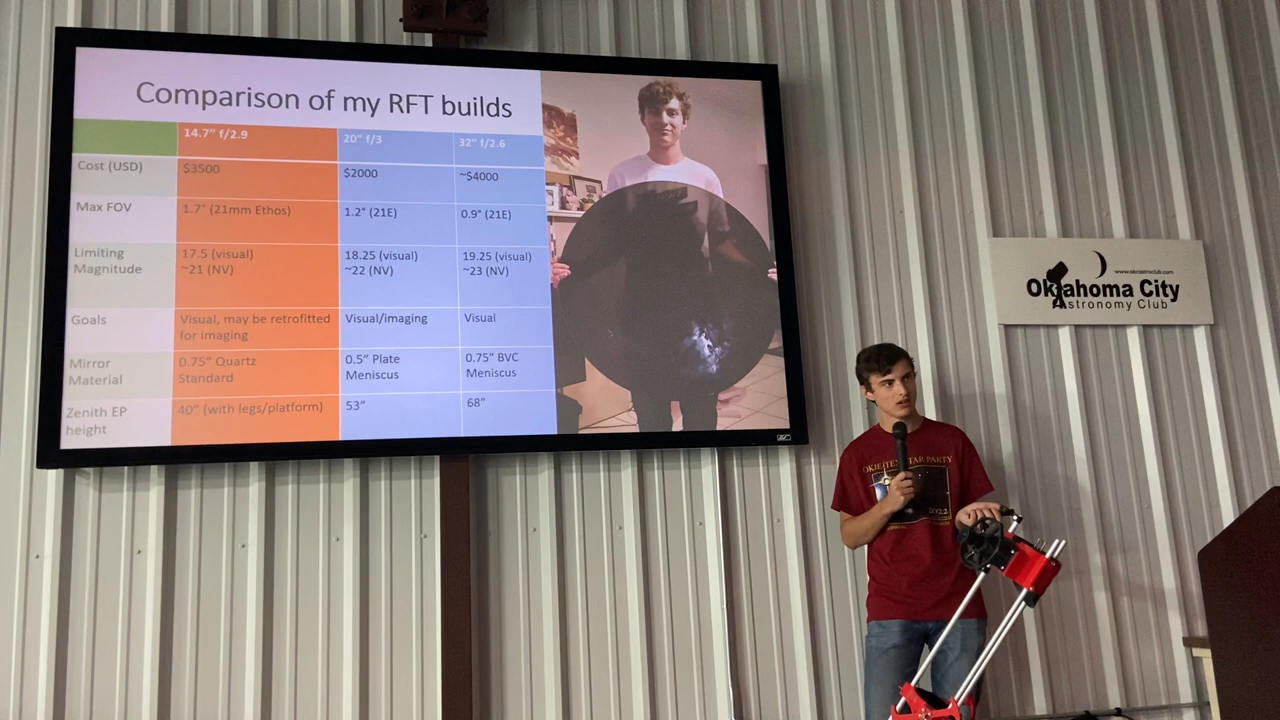 Comparison of my RFT builds
14.7" f/2.9 20" f/3 32" f/2.6
Cost (USD) $3500 $2000 ~$4000
Max FOV 1.7° (21mm Ethos) 1.2° (21E) 0.9° (21E)
Limiting Magnitude 17.5 (visual) 18.25 (visual) 19.25 (visual)
~21 (NV) ~22 (NV) ~23 (NV)
Goals Visual, may be retrofitted for imaging Visual/imaging Visual
Mirror Material 0.75" Quartz Standard 0.5" Plate Meniscus 0.75" BVC Meniscus
Zenith EP height 40" (with legs/platform) 53" 68"
www.okcastroclub.com
Oklahoma City
Astronomy Club
OKIE-TEX STAR PARTY
2022